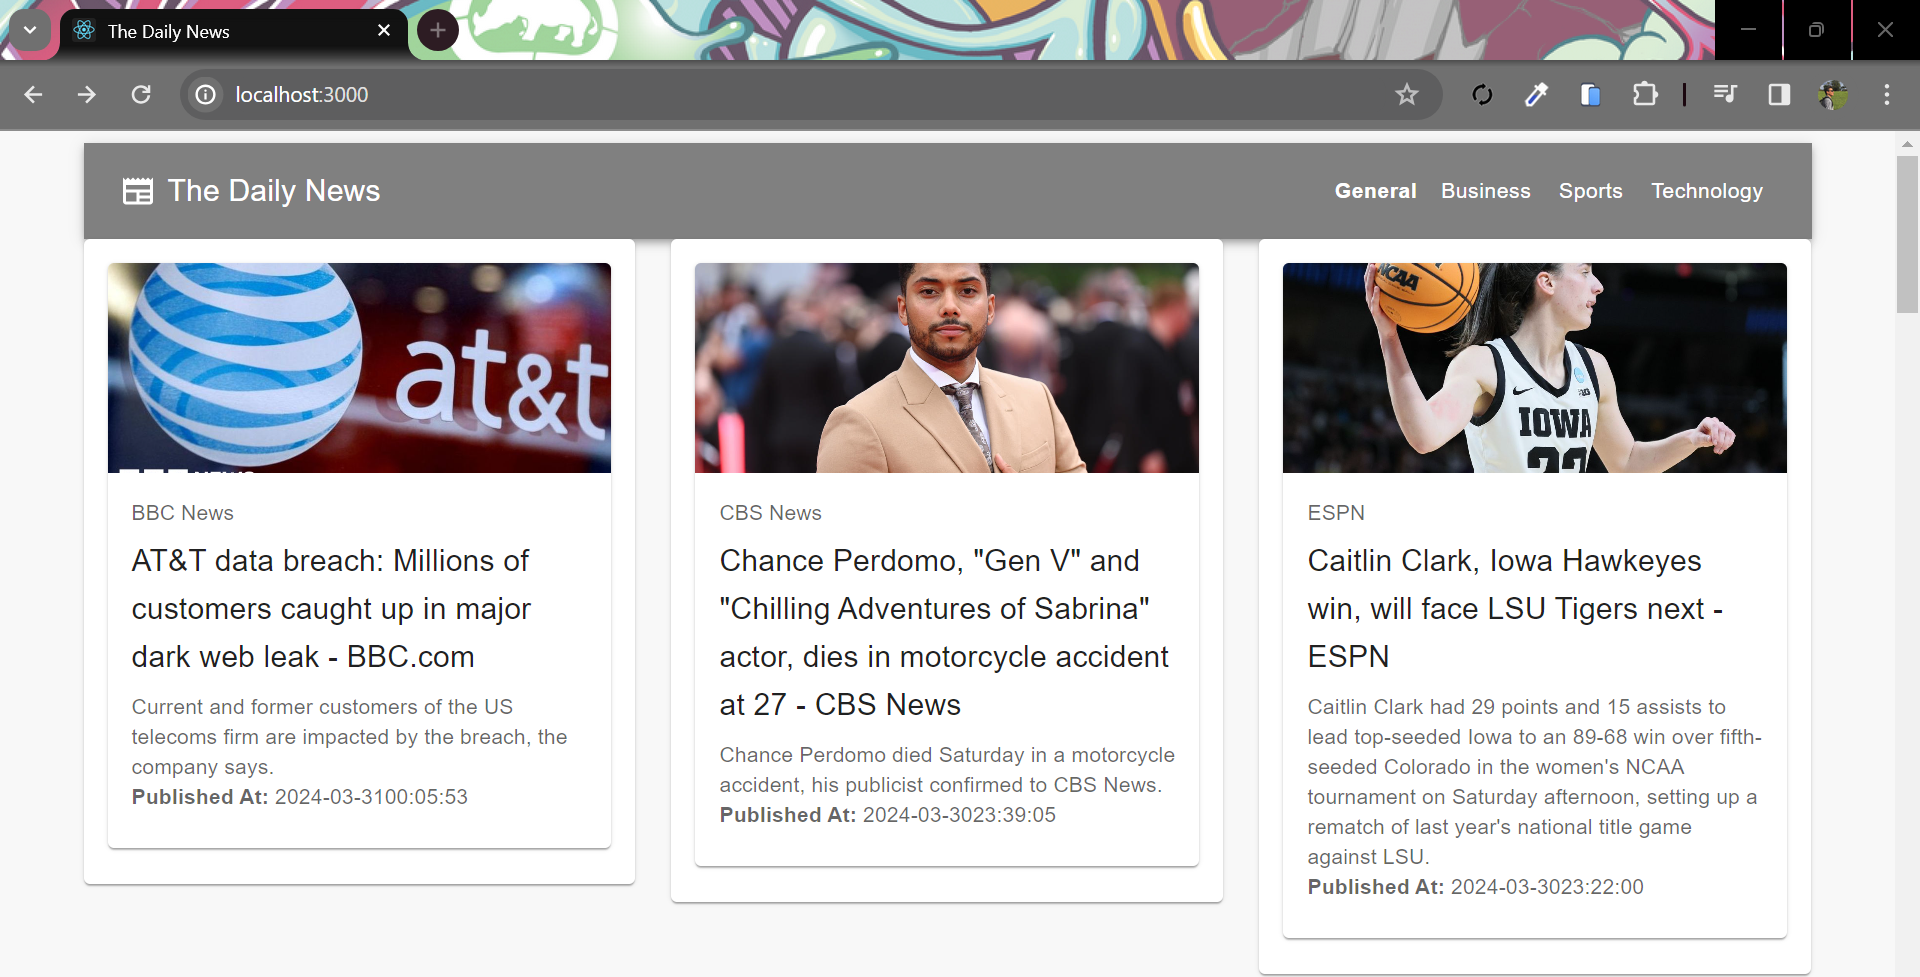 The Daily News
localhost:3000
The Daily News
General Business Sports Technology
at&t
BBC News
AT&T data breach: Millions of
customers caught up in major
dark web leak - BBC.com
Current and former customers of the US
telecoms firm are impacted by the breach, the
company says.
Published At: 2024-03-3100:05:53
CBS News
Chance Perdomo, "Gen V" and
"Chilling Adventures of Sabrina"
actor, dies in motorcycle accident
at 27 - CBS News
Chance Perdomo died Saturday in a motorcycle
accident, his publicist confirmed to CBS News.
Published At: 2024-03-3023:39:05
NCAA
IOWA
22
ESPN
Caitlin Clark, Iowa Hawkeyes
win, will face LSU Tigers next -
ESPN
Caitlin Clark had 29 points and 15 assists to
lead top-seeded Iowa to an 89-68 win over fifth-
seeded Colorado in the women's NCAA
tournament on Saturday afternoon, setting up a
rematch of last year's national title game
against LSU.
Published At: 2024-03-3023:22:00